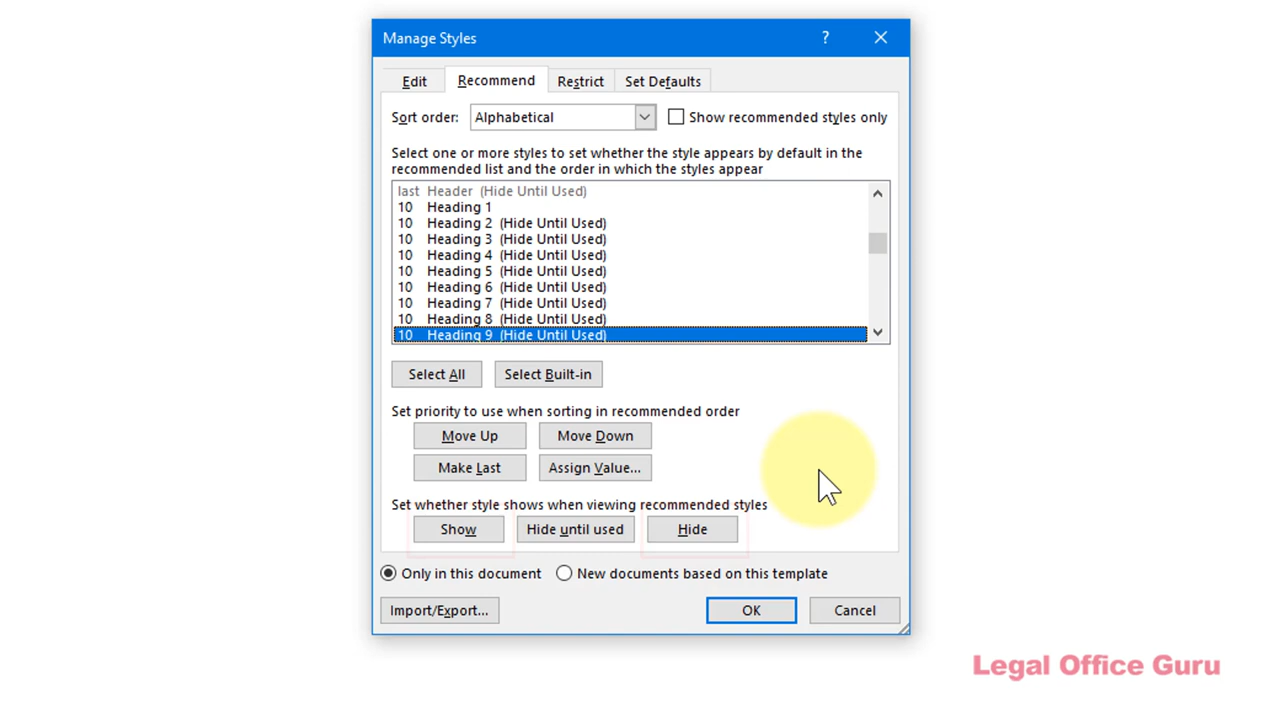 Manage Styles
?
Edit Recommend Restrict Set Defaults
Sort order: Alphabetical Show recommended styles only
Select one or more styles to set whether the style appears by default in the
recommended list and the order in which the styles appear
last Header (Hide Until Used)
10 Heading 1
10 Heading 2 (Hide Until Used)
10 Heading 3 (Hide Until Used)
10 Heading 4 (Hide Until Used)
10 Heading 5 (Hide Until Used)
10 Heading 6 (Hide Until Used)
10 Heading 7 (Hide Until Used)
10 Heading 8 (Hide Until Used)
10 Heading 9 (Hide Until Used)
Select All Select Built-in
Set priority to use when sorting in recommended order
Move Up Move Down
Make Last Assign Value...
Set whether style shows when viewing recommended styles
Show Hide until used Hide
Only in this document New documents based on this template
Import/Export... OK Cancel
Legal Office Guru